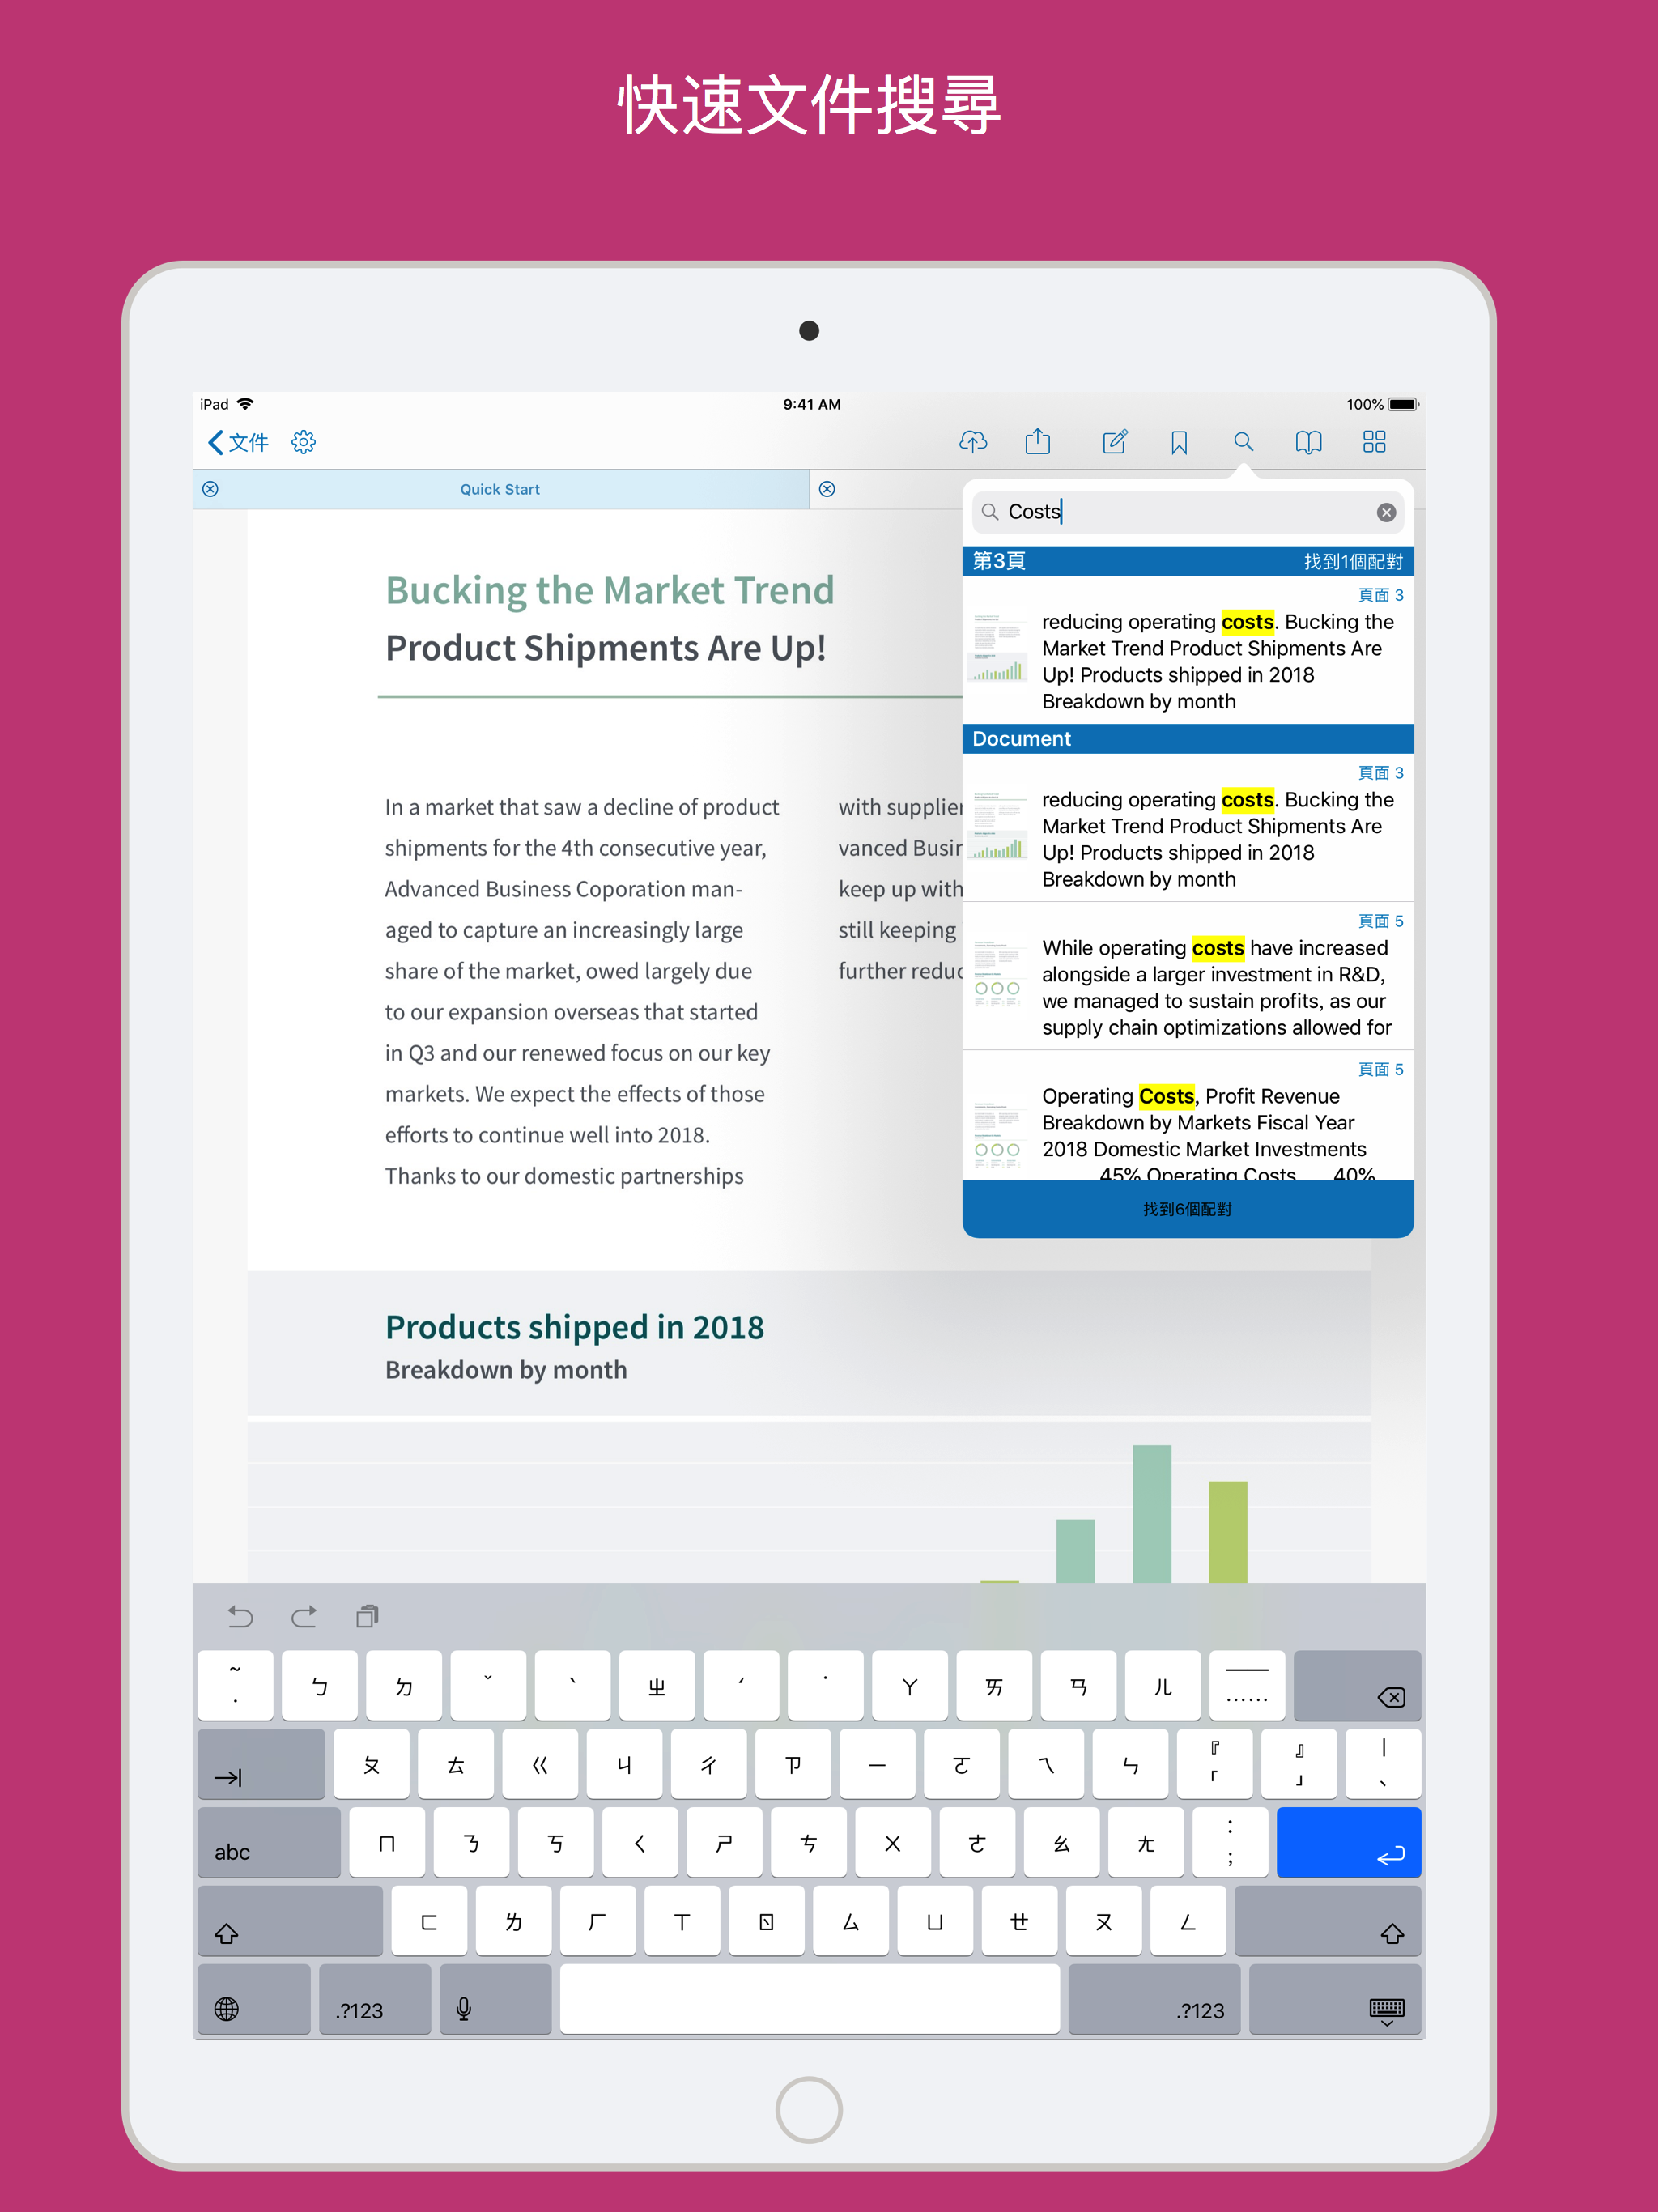 快速文件搜尋
iPad
9:41 AM
100%
文件
Quick Start
Costs
第3頁 找到1個配對
頁面 3
reducing operating costs. Bucking the
Market Trend Product Shipments Are
Up! Products shipped in 2018
Breakdown by month
Document
頁面 3
reducing operating costs. Bucking the
Market Trend Product Shipments Are
Up! Products shipped in 2018
Breakdown by month
頁面 5
While operating costs have increased
alongside a larger investment in R&D,
we managed to sustain profits, as our
supply chain optimizations allowed for
頁面 5
Operating Costs, Profit Revenue
Breakdown by Markets Fiscal Year
2018 Domestic Market Investments
45% Operating Costs 40%
找到6個配對
Bucking the Market Trend
Product Shipments Are Up!
In a market that saw a decline of product
shipments for the 4th consecutive year,
Advanced Business Coporation man-
aged to capture an increasingly large
share of the market, owed largely due
to our expansion overseas that started
in Q3 and our renewed focus on our key
markets. We expect the effects of those
efforts to continue well into 2018.
Thanks to our domestic partnerships
with supplier
vanced Busin
keep up with
still keeping
further reduc
Products shipped in 2018
Breakdown by month
~ · ㄅ ㄉ ˇ ˋ ㄓ ˊ ˙ ㄚ ㄞ ㄢ ㄦ — ……
ㄆ ㄊ ㄍ ㄐ ㄔ ㄗ ㄧ ㄛ ㄟ ㄣ 『 「 』 」 | 、
abc ㄇ ㄋ ㄎ ㄑ ㄕ ㄘ ㄨ ㄜ ㄠ ㄤ : ;
ㄈ ㄌ ㄏ ㄒ ㄖ ㄙ ㄩ ㄝ ㄡ ㄥ
.?123 .?123